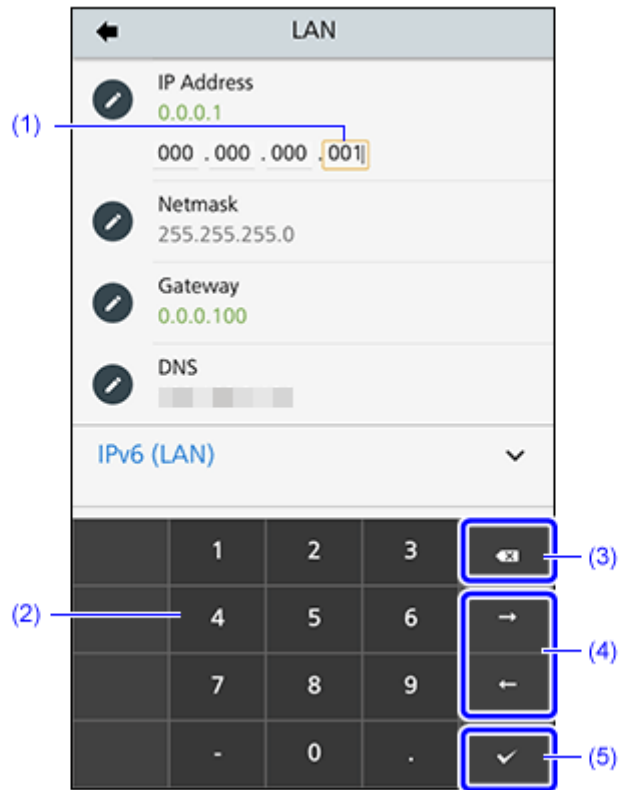 LAN
IP Address
0.0.0.1
(1)
000 . 000 . 000 . 001
Netmask
255.255.255.0
Gateway
0.0.0.100
DNS
IPv6 (LAN)
1 2 3
(3)
(2)
4 5 6 →
(4)
7 8 9 ←
- 0 .
(5)